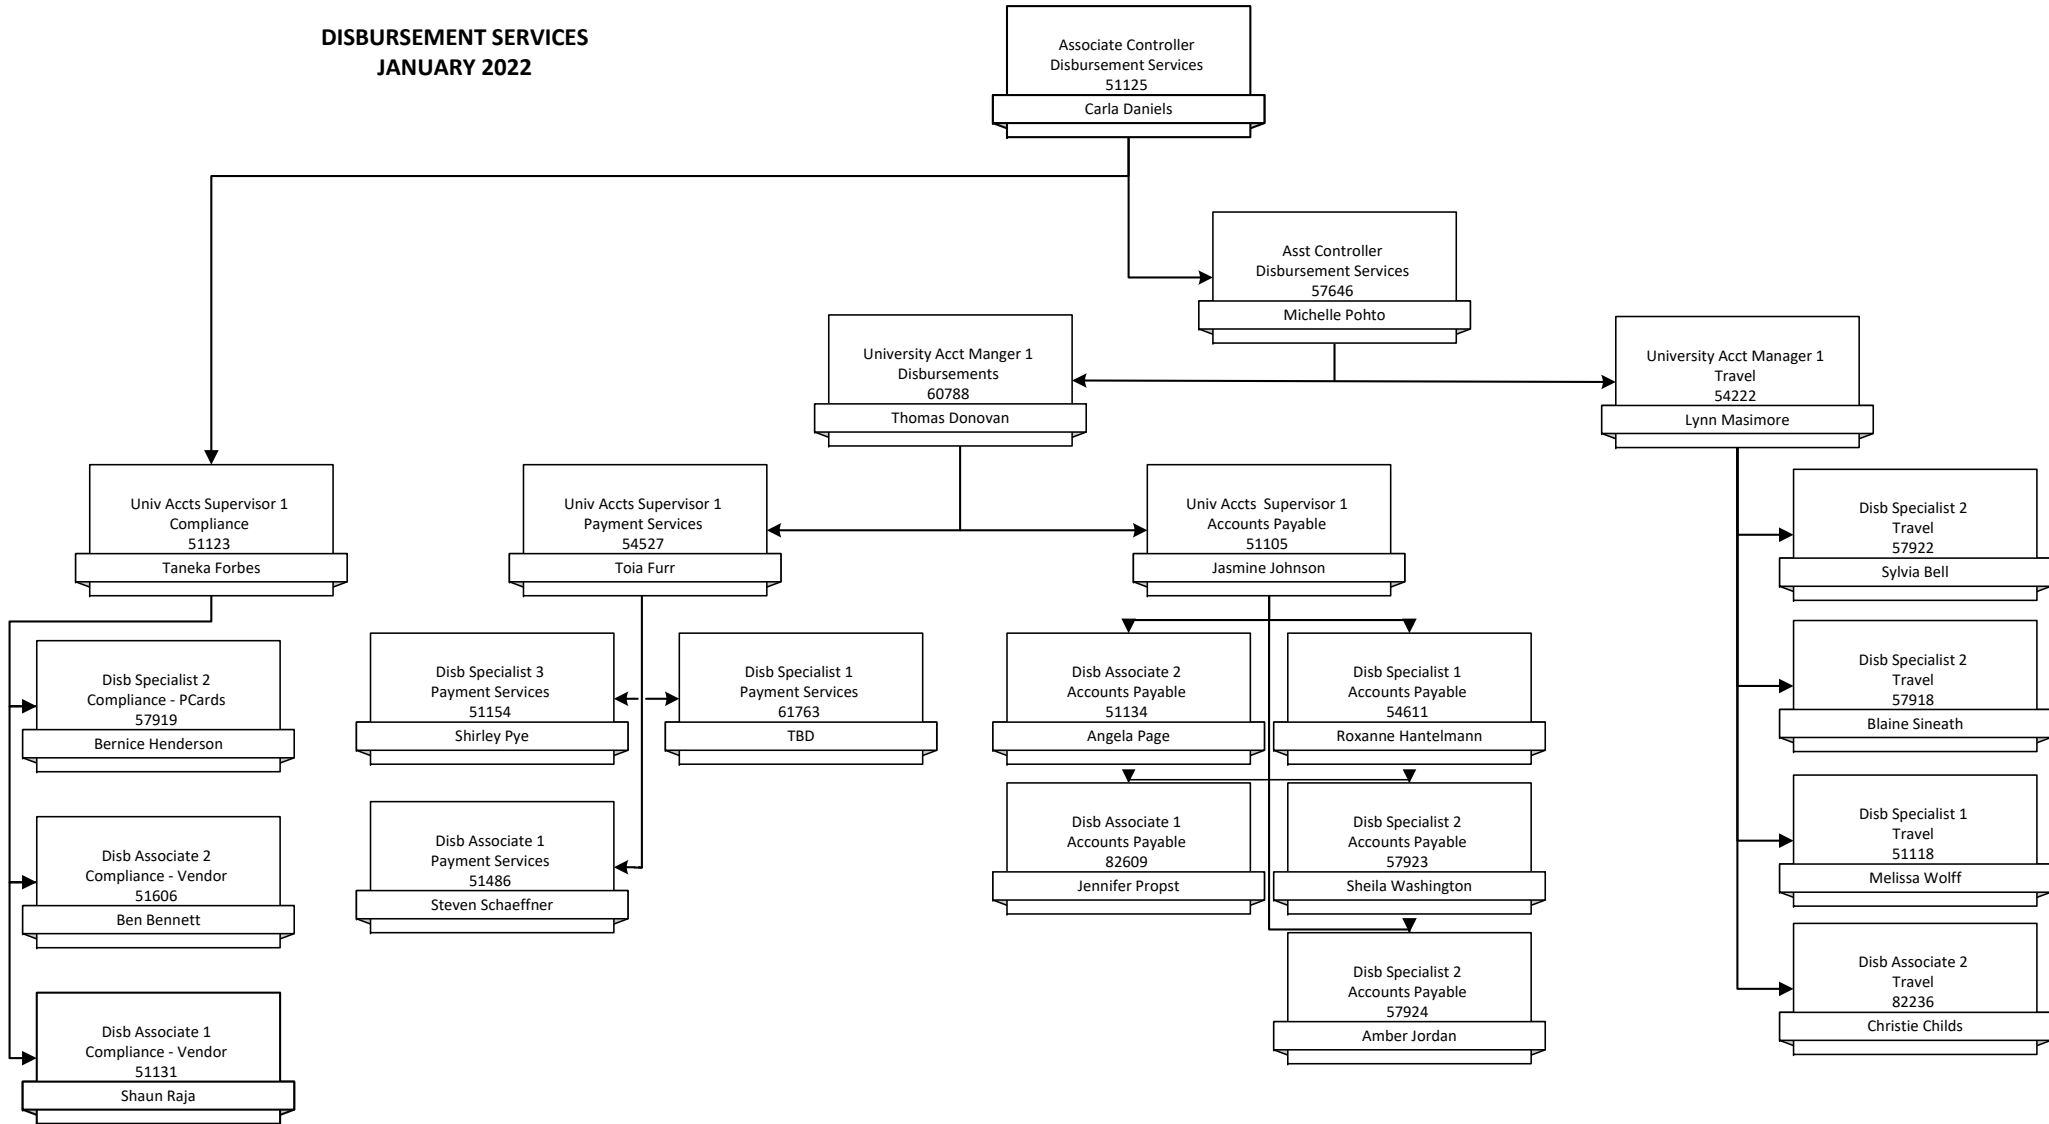 DISBURSEMENT SERVICES
JANUARY 2022
Associate Controller
Disbursement Services
51125
Carla Daniels
Asst Controller
Disbursement Services
57646
Michelle Pohto
University Acct Manger 1
Disbursements
60788
Thomas Donovan
University Acct Manager 1
Travel
54222
Lynn Masimore
Univ Accts Supervisor 1
Compliance
51123
Taneka Forbes
Univ Accts Supervisor 1
Payment Services
54527
Toia Furr
Univ Accts  Supervisor 1
Accounts Payable
51105
Jasmine Johnson
Disb Specialist 2
Travel
57922
Sylvia Bell
Disb Specialist 2
Compliance - PCards
57919
Bernice Henderson
Disb Specialist 3
Payment Services
51154
Shirley Pye
Disb Specialist 1
Payment Services
61763
TBD
Disb Associate 2
Accounts Payable
51134
Angela Page
Disb Specialist 1
Accounts Payable
54611
Roxanne Hantelmann
Disb Specialist 2
Travel
57918
Blaine Sineath
Disb Associate 2
Compliance - Vendor
51606
Ben Bennett
Disb Associate 1
Payment Services
51486
Steven Schaeffner
Disb Associate 1
Accounts Payable
82609
Jennifer Propst
Disb Specialist 2
Accounts Payable
57923
Sheila Washington
Disb Specialist 1
Travel
51118
Melissa Wolff
Disb Associate 1
Compliance - Vendor
51131
Shaun Raja
Disb Specialist 2
Accounts Payable
57924
Amber Jordan
Disb Associate 2
Travel
82236
Christie Childs